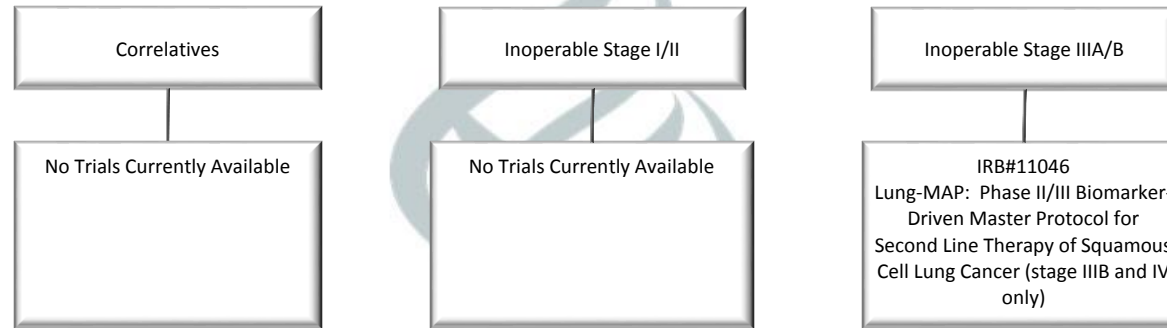 Correlatives
Inoperable Stage I/II
Inoperable Stage IIIA/B
No Trials Currently Available
No Trials Currently Available
IRB#11046
Lung-MAP: Phase II/III Biomarker-
Driven Master Protocol for
Second Line Therapy of Squamous
Cell Lung Cancer (stage IIIB and IV
only)